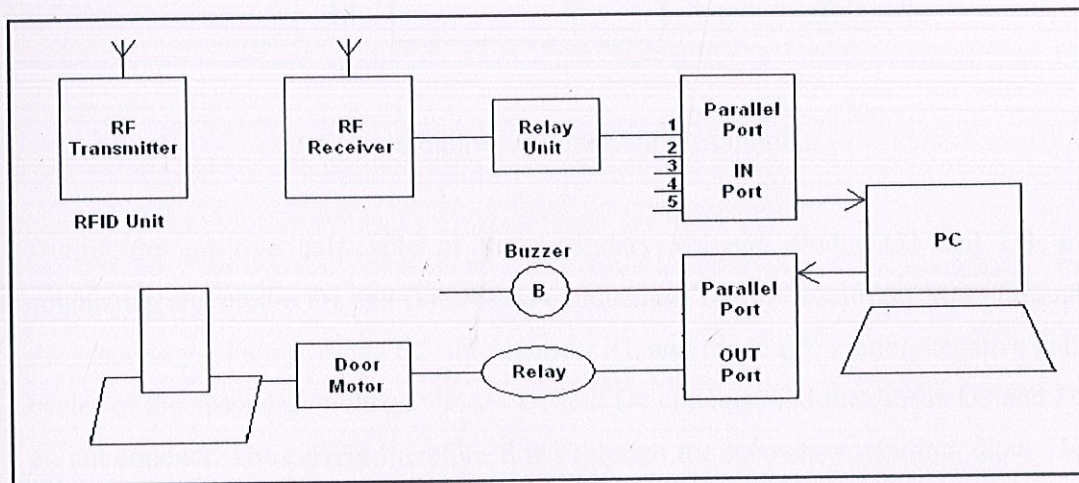 RF
Transmitter
RFID Unit
RF
Receiver
Relay
Unit
1
2
3
4
5
Parallel
Port
IN
Port
PC
Buzzer
B
Parallel
Port
OUT
Port
Relay
Door
Motor